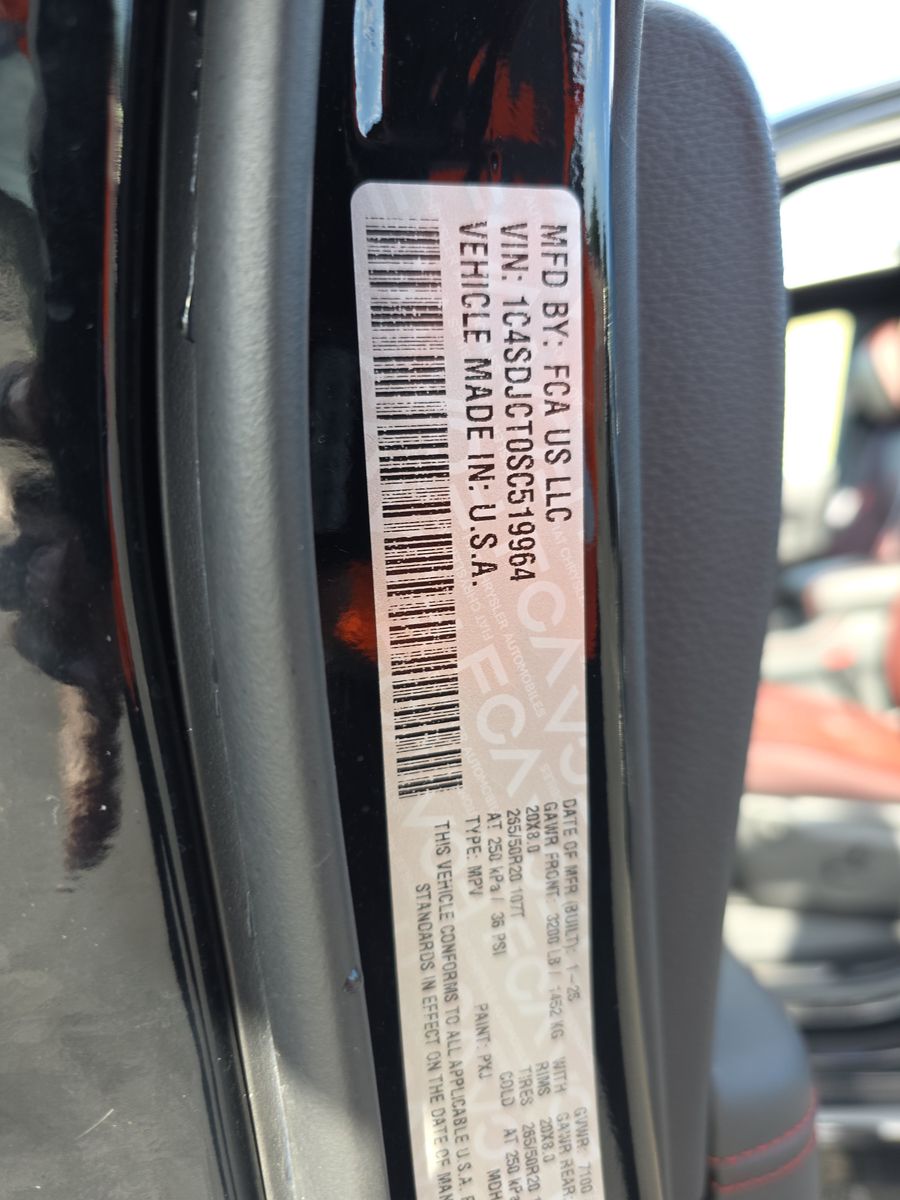 MFD BY: FCA US LLC
VIN: 1C4SDJCT0SC519964
VEHICLE MADE IN: U.S.A.
DATE OF MFR (BUILT): 1-25 GVWR: 7100
GAWR FRONT: 3200 LB / 1452 KG WITH GAWR REAR:
20X8.0 RIMS 20X8.0
265/50R20 107T TIRES 265/50R20
AT 250 kPa / 36 PSI COLD AT 250 kPa
TYPE: MPV PAINT: PXJ MDH
THIS VEHICLE CONFORMS TO ALL APPLICABLE U.S.A.
STANDARDS IN EFFECT ON THE DATE OF